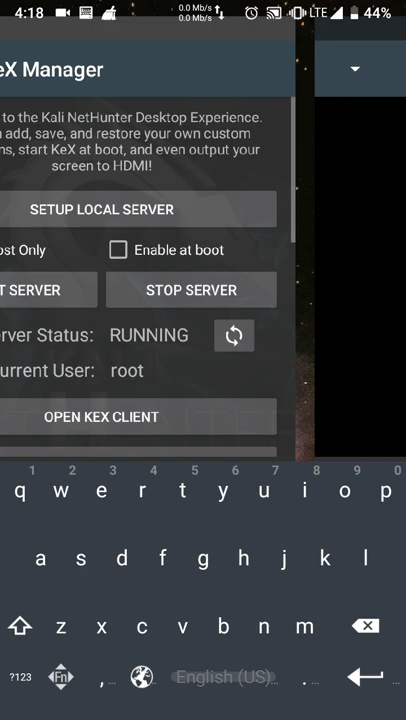 4:18
0.0 Mb/s
0.0 Mb/s
LTE
44%
eX Manager
to the Kali NetHunter Desktop Experience.
n add, save, and restore your own custom
ns, start KeX at boot, and even output your
screen to HDMI!
SETUP LOCAL SERVER
ost Only
Enable at boot
T SERVER
STOP SERVER
erver Status:
RUNNING
urrent User:
root
OPEN KEX CLIENT
1 2 3 4 5 6 7 8 9 0
q w e r t y u i o p
a s d f g h j k l
z x c v b n m
?123 Fn ,... English (US) ....